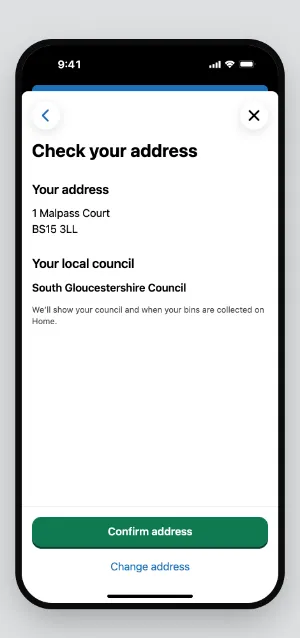 9:41
Check your address
Your address
1 Malpass Court
BS15 3LL
Your local council
South Gloucestershire Council
We'll show your council and when your bins are collected on
Home.
Confirm address
Change address